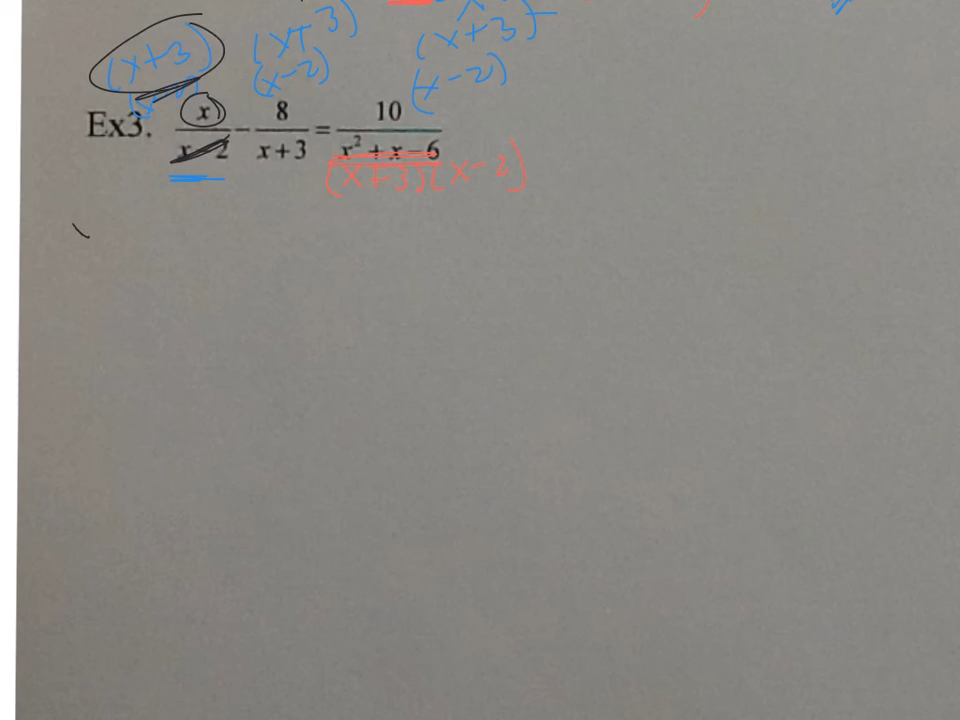 (x+3) (x+3) (x+3)
(x-2) (x-2)
Ex3. x/x-2 - 8/x+3 = 10/x²+x-6
(x+3)(x-2)